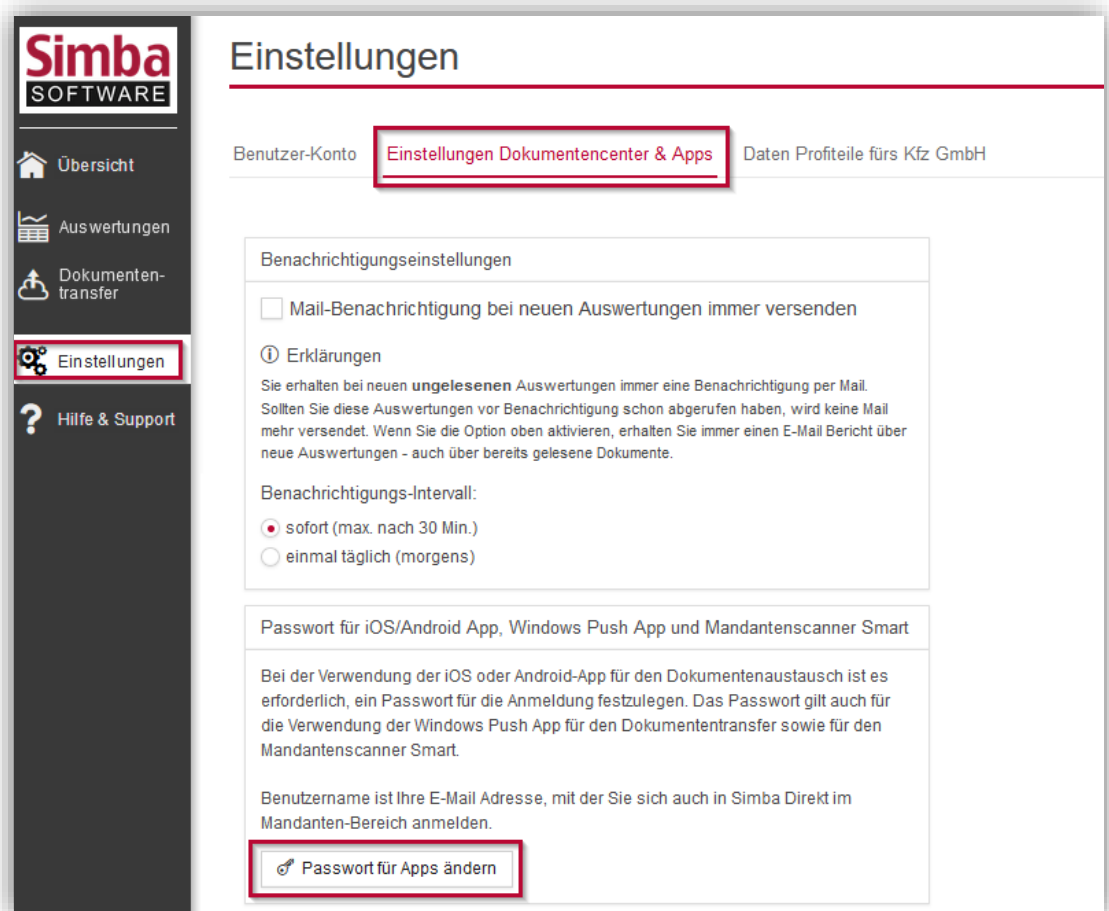 Simba
SOFTWARE
Übersicht
Auswertungen
Dokumenten-
transfer
Einstellungen
Hilfe & Support
Einstellungen
Benutzer-Konto Einstellungen Dokumentencenter & Apps Daten Profiteile fürs Kfz GmbH
Benachrichtigungseinstellungen
Mail-Benachrichtigung bei neuen Auswertungen immer versenden
Erklärungen
Sie erhalten bei neuen ungelesenen Auswertungen immer eine Benachrichtigung per Mail.
Sollten Sie diese Auswertungen vor Benachrichtigung schon abgerufen haben, wird keine Mail
mehr versendet. Wenn Sie die Option oben aktivieren, erhalten Sie immer einen E-Mail Bericht über
neue Auswertungen - auch über bereits gelesene Dokumente.
Benachrichtigungs-Intervall:
sofort (max. nach 30 Min.)
einmal täglich (morgens)
Passwort für iOS/Android App, Windows Push App und Mandantenscanner Smart
Bei der Verwendung der iOS oder Android-App für den Dokumentenaustausch ist es
erforderlich, ein Passwort für die Anmeldung festzulegen. Das Passwort gilt auch für
die Verwendung der Windows Push App für den Dokumententransfer sowie für den
Mandantenscanner Smart.
Benutzername ist Ihre E-Mail Adresse, mit der Sie sich auch in Simba Direkt im
Mandanten-Bereich anmelden.
Passwort für Apps ändern